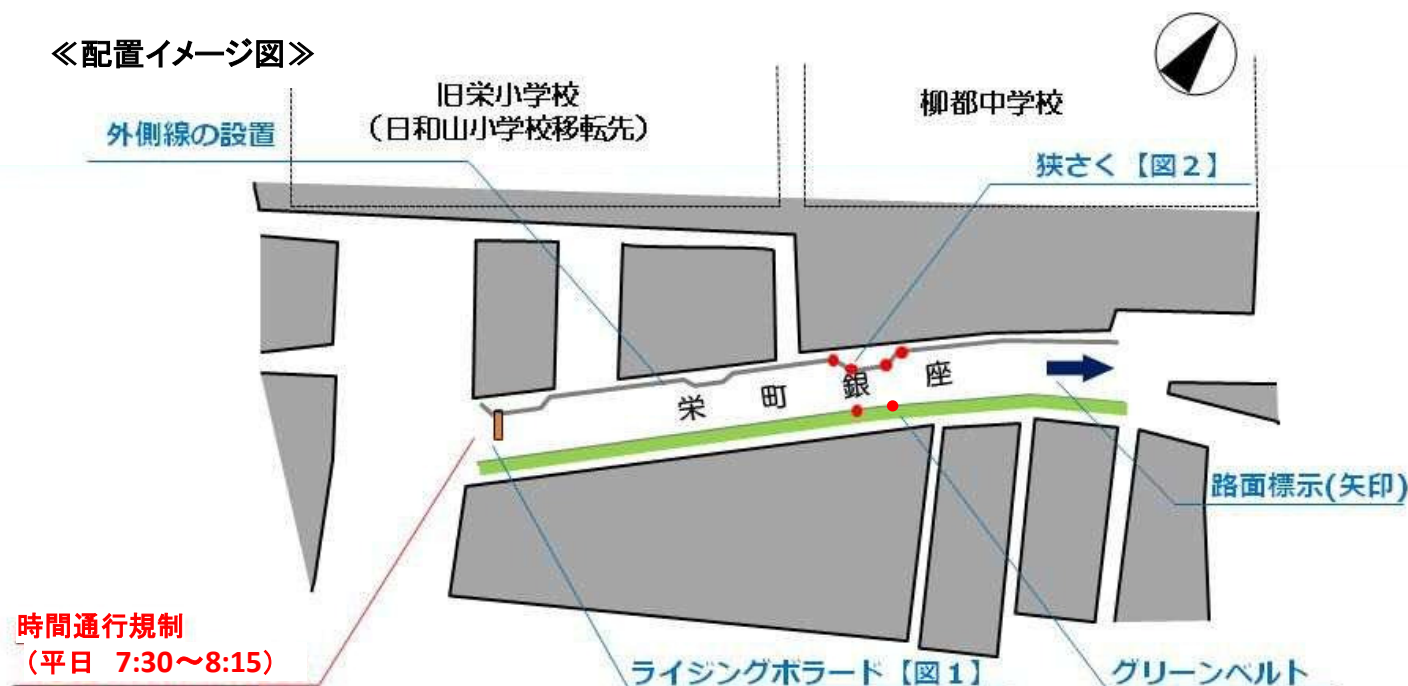 ≪配置イメージ図≫
旧栄小学校
（日和山小学校移転先）
柳都中学校
外側線の設置
狭さく【図２】
栄町銀座
路面標示(矢印)
時間通行規制
（平日 7:30～8:15）
ライジングボラード【図１】
グリーンベルト